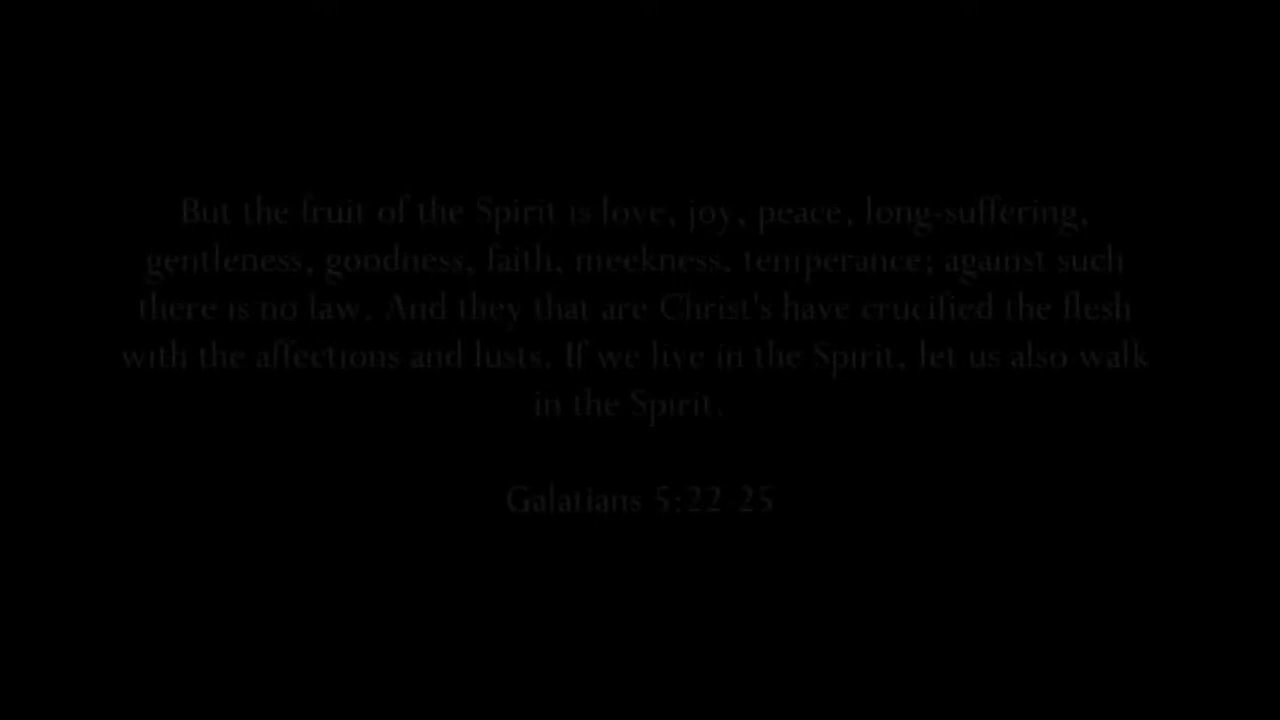 But the fruit of the Spirit is love, joy, peace, long-suffering,
gentleness, goodness, faith, meekness, temperance; against such
there is no law. And they that are Christ's have crucified the flesh
with the affections and lusts. If we live in the Spirit, let us also walk
in the Spirit.
Galatians 5:22-25